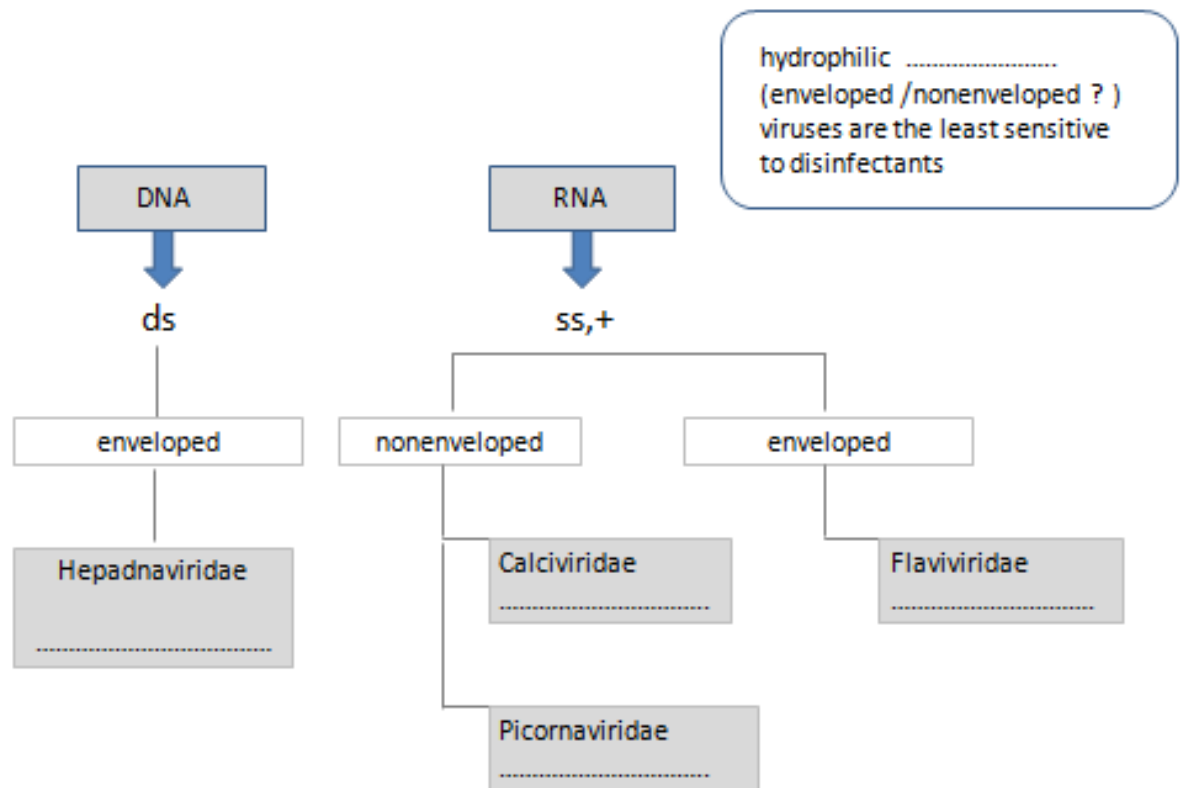 hydrophilic ........................
(enveloped /nonenveloped ? )
viruses are the least sensitive
to disinfectants
DNA
RNA
ds
ss,+
enveloped
nonenveloped
enveloped
Hepadnaviridae
....................................
Calciviridae
................................
Flaviviridae
...............................
Picornaviridae
................................